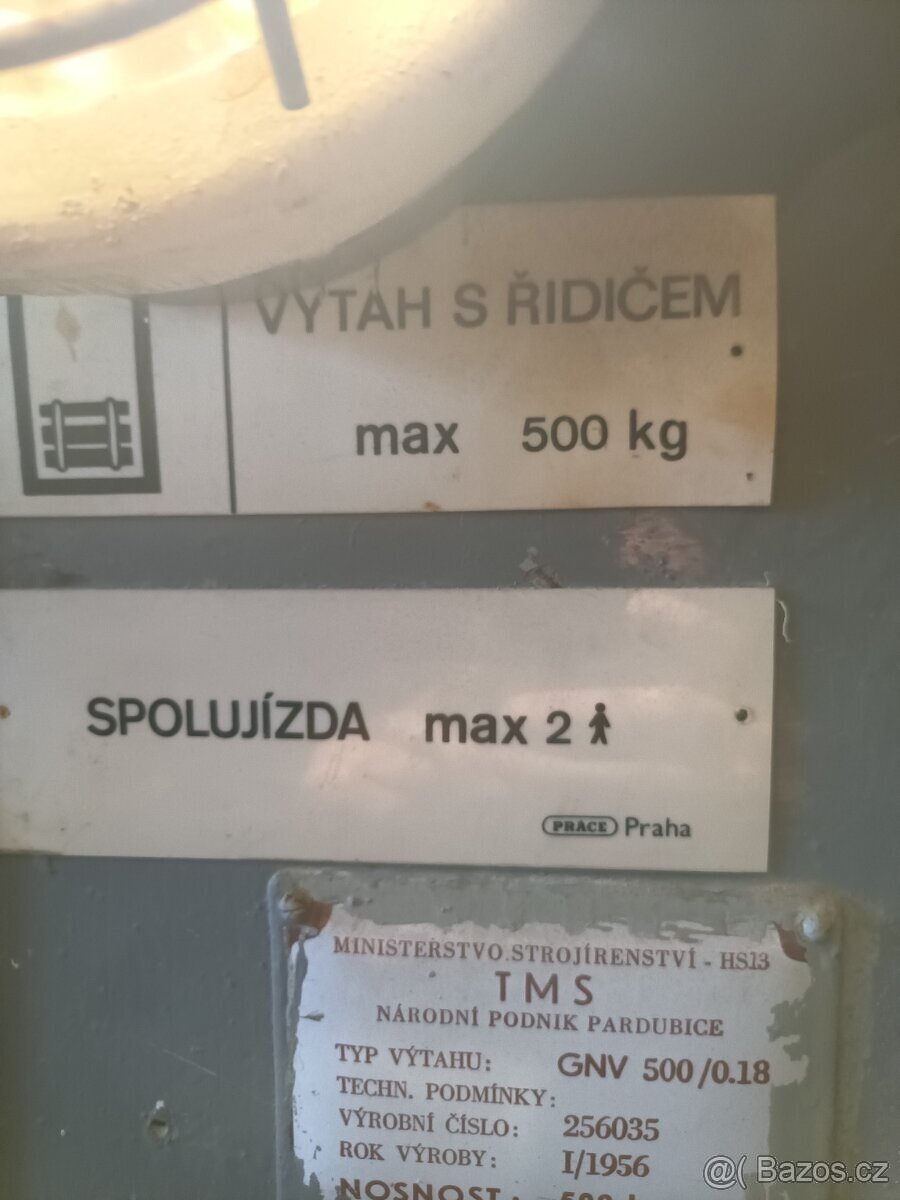 VÝTAH S ŘIDIČEM
max 500 kg
SPOLUJÍZDA max 2
PRACE Praha
MINISTERSTVO STROJÍRENSTVÍ - HS13
TMS
NÁRODNÍ PODNIK PARDUBICE
TYP VÝTAHU: GNV 500/0.18
TECHN. PODMÍNKY:
VÝROBNÍ ČÍSLO: 256035
ROK VÝROBY: I/1956
NOSNOST:
@( Bazos.cz